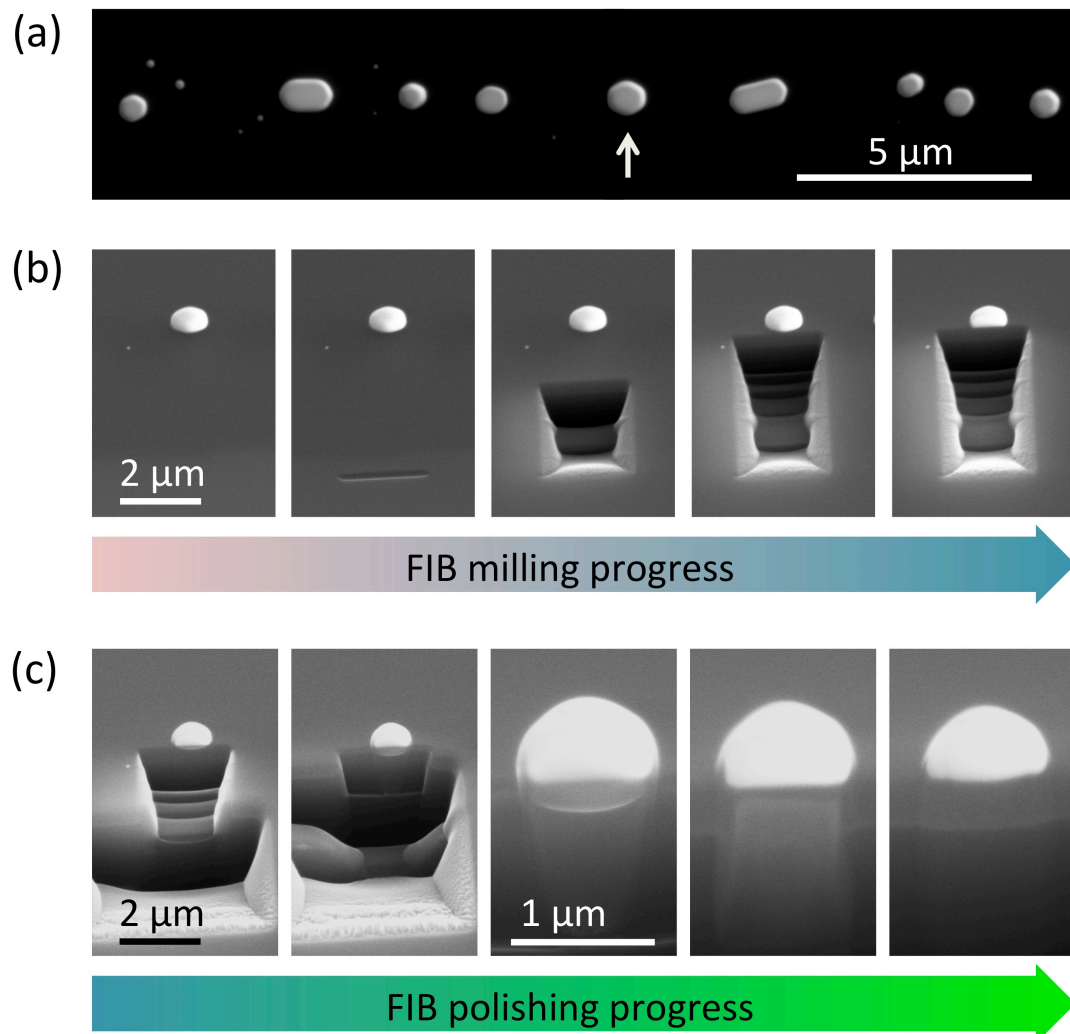 (a)
5 μm
(b)
2 μm
FIB milling progress
(c)
2 μm
1 μm
FIB polishing progress